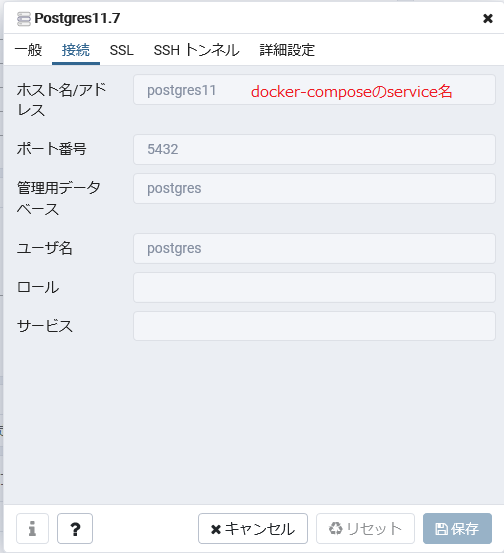 Postgres11.7
一般 接続 SSL SSH トンネル 詳細設定
ホスト名/アド
レス
postgres11 docker-composeのservice名
ポート番号 5432
管理用データ
ベース
postgres
ユーザ名 postgres
ロール
サービス
i ? キャンセル リセット 保存